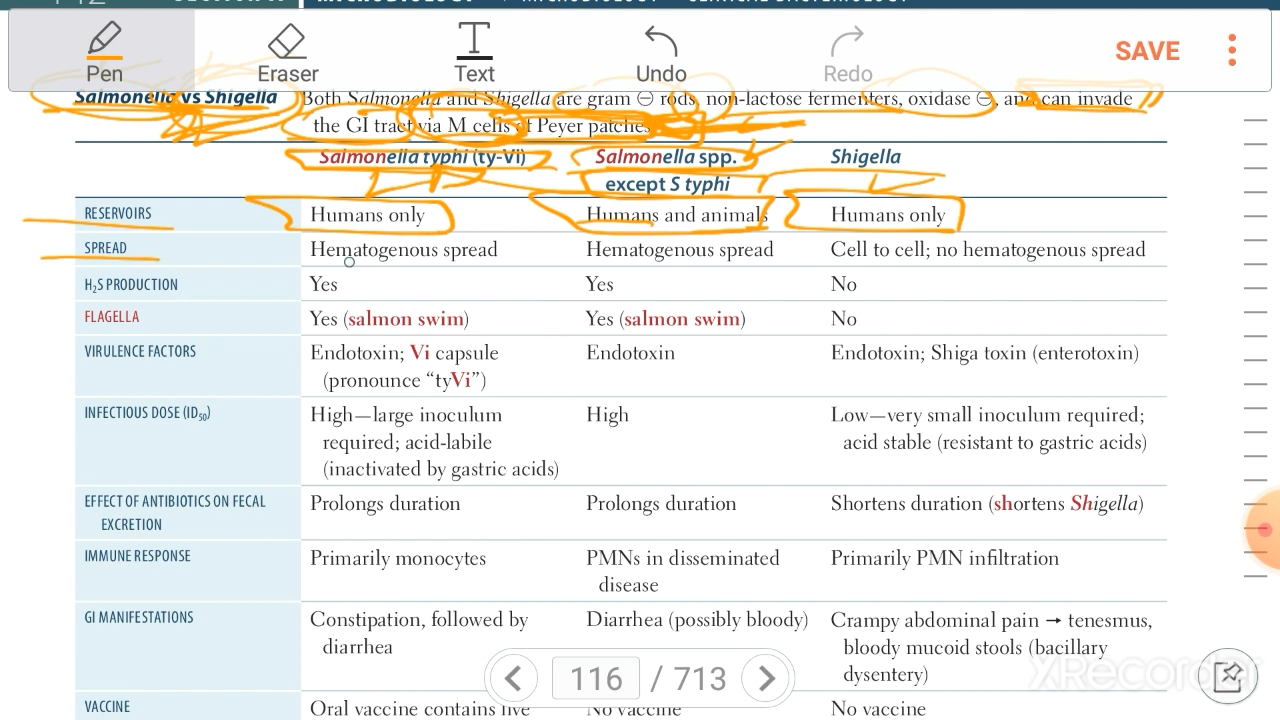 Pen
Eraser
Text
Undo
Redo
SAVE
Salmonella vs Shigella
Both Salmonella and Shigella are gram ⊖ rods, non-lactose fermenters, oxidase ⊖, and can invade
the GI tract via M cells of Peyer patches
Salmonella typhi (ty-Vi)
Salmonella spp.
except S typhi
Shigella
RESERVOIRS
Humans only
Humans and animals
Humans only
SPREAD
Hematogenous spread
Hematogenous spread
Cell to cell; no hematogenous spread
H₂S PRODUCTION
Yes
Yes
No
FLAGELLA
Yes (salmon swim)
Yes (salmon swim)
No
VIRULENCE FACTORS
Endotoxin; Vi capsule
(pronounce “tyVi”)
Endotoxin
Endotoxin; Shiga toxin (enterotoxin)
INFECTIOUS DOSE (ID₅₀)
High—large inoculum
required; acid-labile
(inactivated by gastric acids)
High
Low—very small inoculum required;
acid stable (resistant to gastric acids)
EFFECT OF ANTIBIOTICS ON FECAL
EXCRETION
Prolongs duration
Prolongs duration
Shortens duration (shortens Shigella)
IMMUNE RESPONSE
Primarily monocytes
PMNs in disseminated
disease
Primarily PMN infiltration
GI MANIFESTATIONS
Constipation, followed by
diarrhea
Diarrhea (possibly bloody)
Crampy abdominal pain → tenesmus,
bloody mucoid stools (bacillary
dysentery)
VACCINE
Oral vaccine contains live
No vaccine
No vaccine
116 / 713
XRecorder